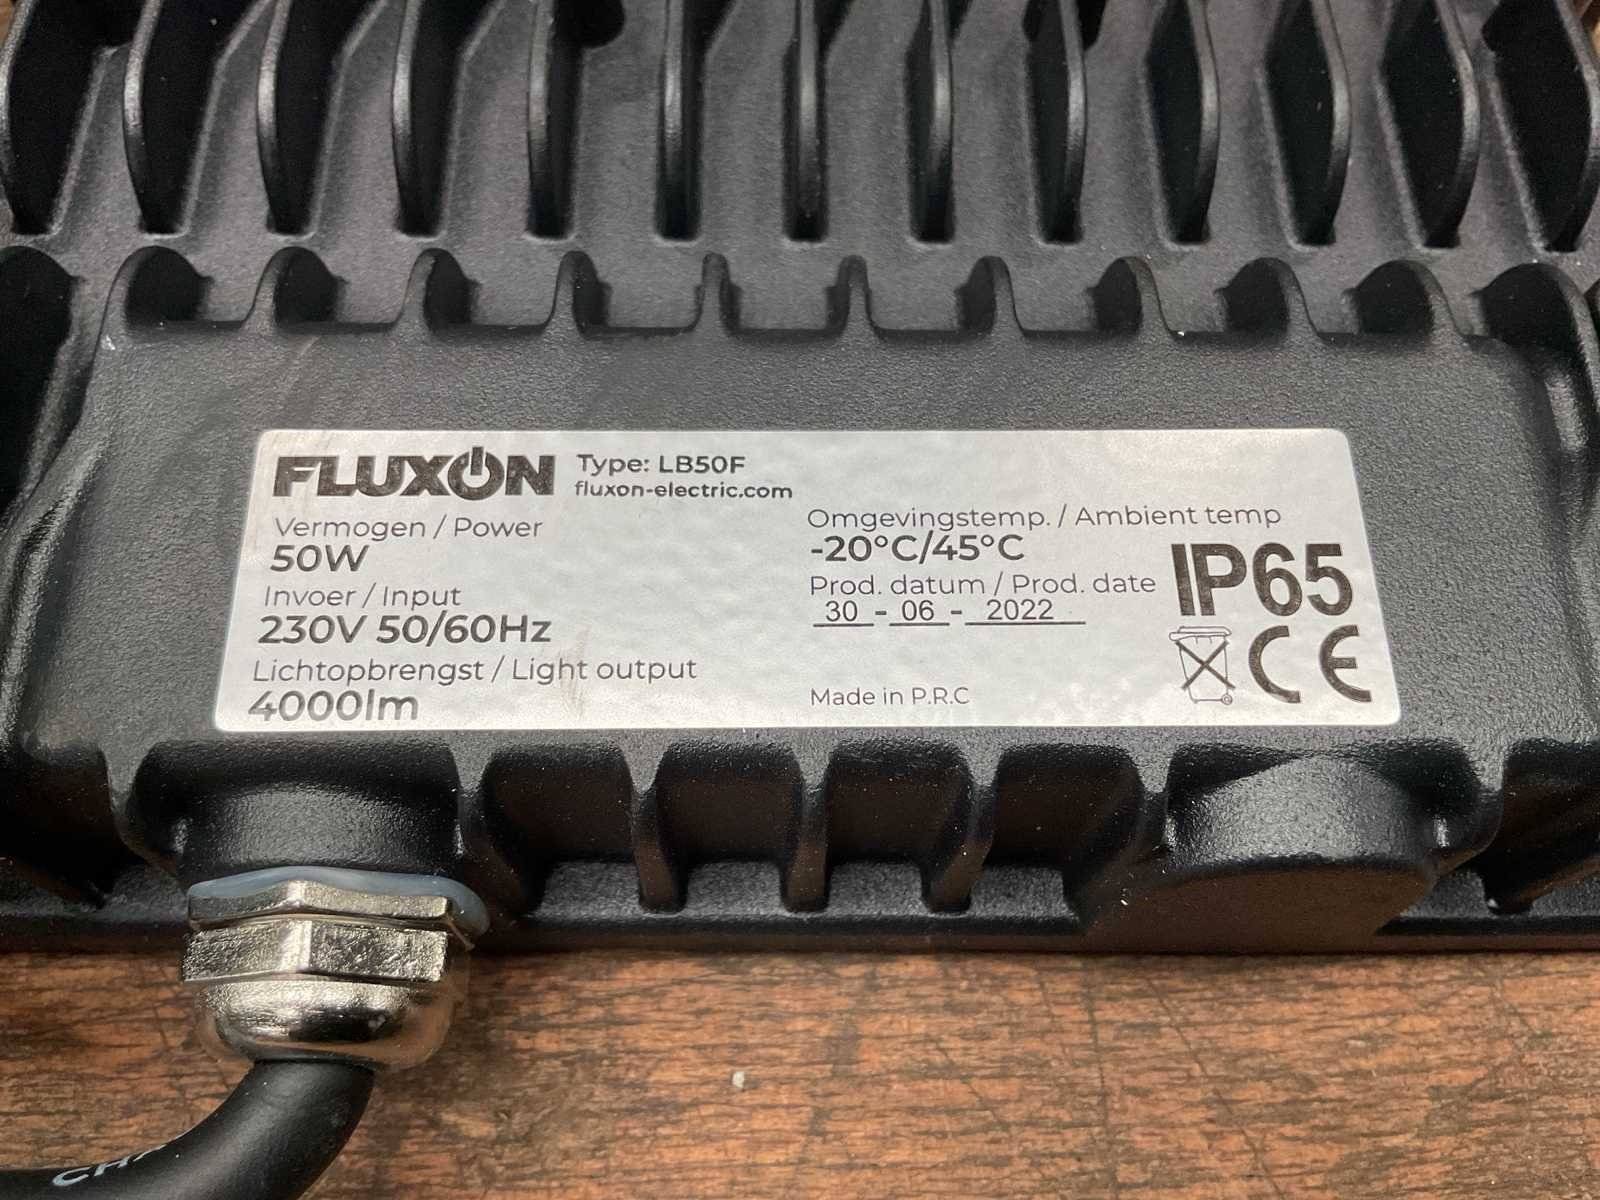 FLUXON
Type: LB50F
fluxon-electric.com
Vermogen / Power
50W
Invoer / Input
230V 50/60Hz
Lichtopbrengst / Light output
4000lm
Omgevingstemp. / Ambient temp
-20°C/45°C
Prod. datum / Prod. date
30 - 06 - 2022
Made in P.R.C
IP65
CE